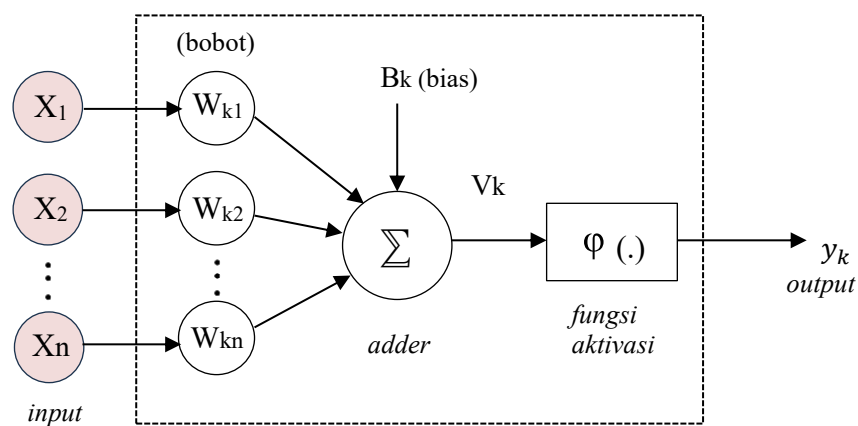 (bobot)
Bk (bias)
X1
Wk1
Vk
X2
Wk2
∑
φ (.)
yk
output
fungsi
aktivasi
adder
Xn
Wkn
input